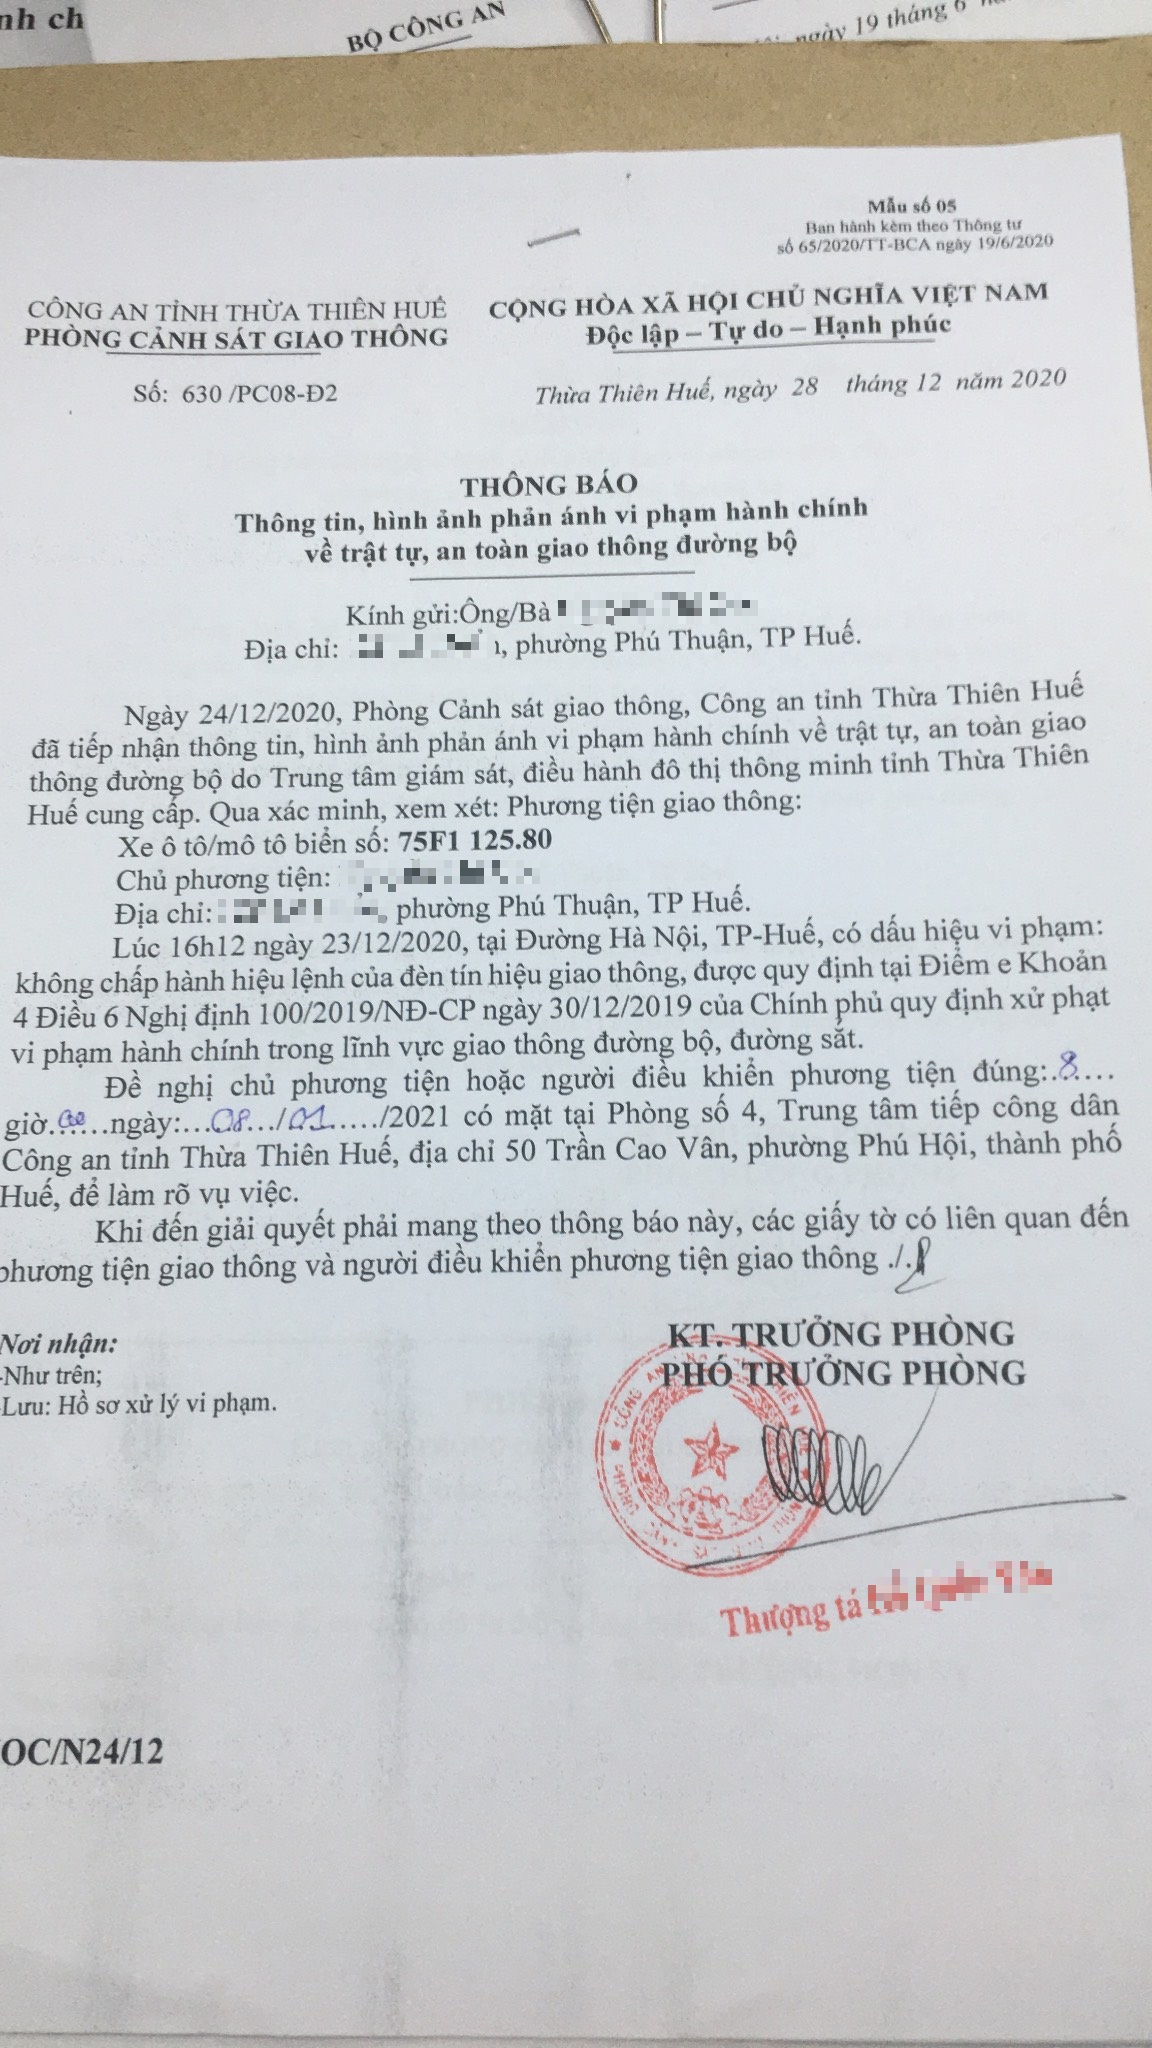 nh ch
BỘ CÔNG AN
ngày 19 tháng 6
Mẫu số 05
Ban hành kèm theo Thông tư
số 65/2020/TT-BCA ngày 19/6/2020
CÔNG AN TỈNH THỪA THIÊN HUẾ
CỘNG HÒA XÃ HỘI CHỦ NGHĨA VIỆT NAM
PHÒNG CẢNH SÁT GIAO THÔNG
Độc lập – Tự do – Hạnh phúc
Số: 630 /PC08-Đ2
Thừa Thiên Huế, ngày 28 tháng 12 năm 2020
THÔNG BÁO
Thông tin, hình ảnh phản ánh vi phạm hành chính
về trật tự, an toàn giao thông đường bộ
Kính gửi:Ông/Bà
Địa chỉ: , phường Phú Thuận, TP Huế.
Ngày 24/12/2020, Phòng Cảnh sát giao thông, Công an tỉnh Thừa Thiên Huế
đã tiếp nhận thông tin, hình ảnh phản ánh vi phạm hành chính về trật tự, an toàn giao
thông đường bộ do Trung tâm giám sát, điều hành đô thị thông minh tỉnh Thừa Thiên
Huế cung cấp. Qua xác minh, xem xét: Phương tiện giao thông:
Xe ô tô/mô tô biển số: 75F1 125.80
Chủ phương tiện:
Địa chỉ: , phường Phú Thuận, TP Huế.
Lúc 16h12 ngày 23/12/2020, tại Đường Hà Nội, TP-Huế, có dấu hiệu vi phạm:
không chấp hành hiệu lệnh của đèn tín hiệu giao thông, được quy định tại Điểm e Khoản
4 Điều 6 Nghị định 100/2019/NĐ-CP ngày 30/12/2019 của Chính phủ quy định xử phạt
vi phạm hành chính trong lĩnh vực giao thông đường bộ, đường sắt.
Đề nghị chủ phương tiện hoặc người điều khiển phương tiện đúng:.8....
giờ.00....ngày:...08.../01...../2021 có mặt tại Phòng số 4, Trung tâm tiếp công dân
Công an tỉnh Thừa Thiên Huế, địa chỉ 50 Trần Cao Vân, phường Phú Hội, thành phố
Huế, để làm rõ vụ việc.
Khi đến giải quyết phải mang theo thông báo này, các giấy tờ có liên quan đến
phương tiện giao thông và người điều khiển phương tiện giao thông ./.
Nơi nhận:
-Như trên;
Lưu: Hồ sơ xử lý vi phạm.
KT. TRƯỞNG PHÒNG
PHÓ TRƯỞNG PHÒNG
Thượng tá
OC/N24/12